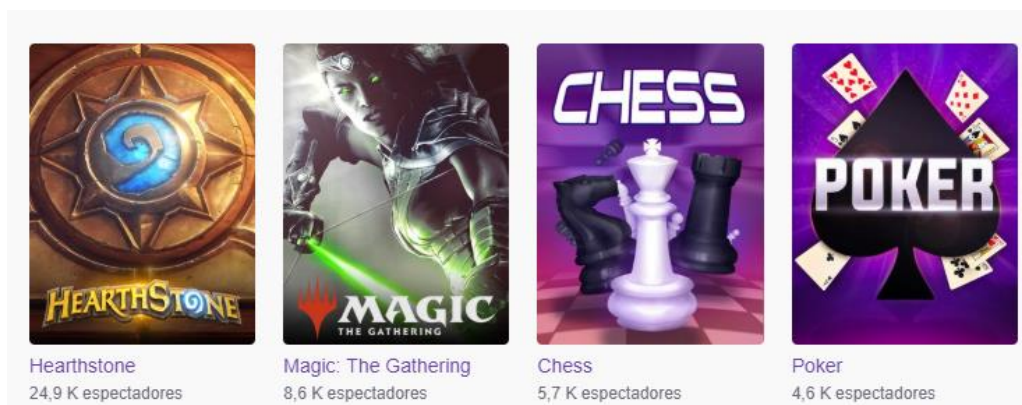 HEARTHSTONE
MAGIC
THE GATHERING
CHESS
POKER
Hearthstone
24,9 K espectadores
Magic: The Gathering
8,6 K espectadores
Chess
5,7 K espectadores
Poker
4,6 K espectadores